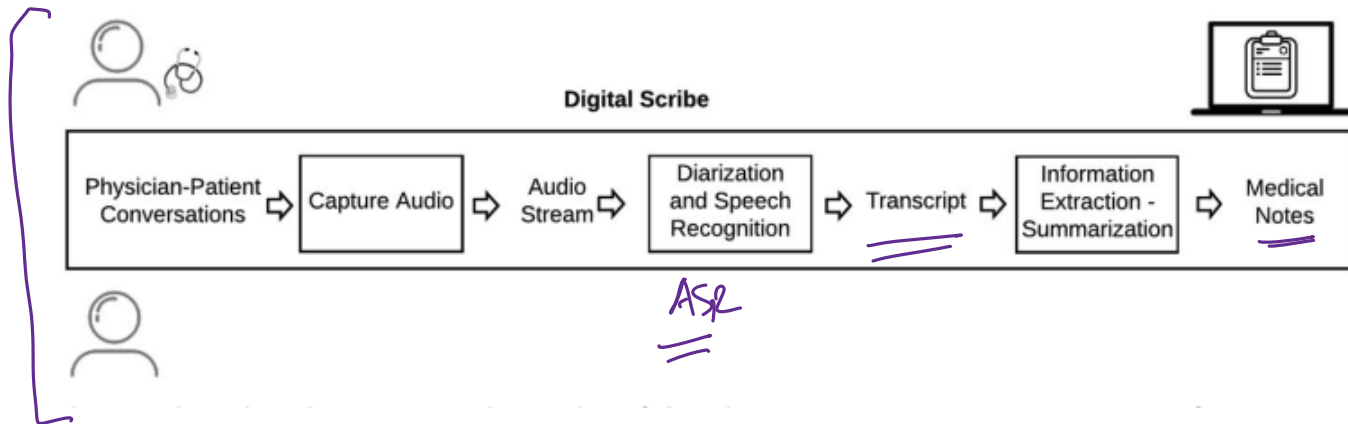 Digital Scribe
Physician-Patient
Conversations
Capture Audio
Audio
Stream
Diarization
and Speech
Recognition
Transcript
Information
Extraction -
Summarization
Medical
Notes
ASR